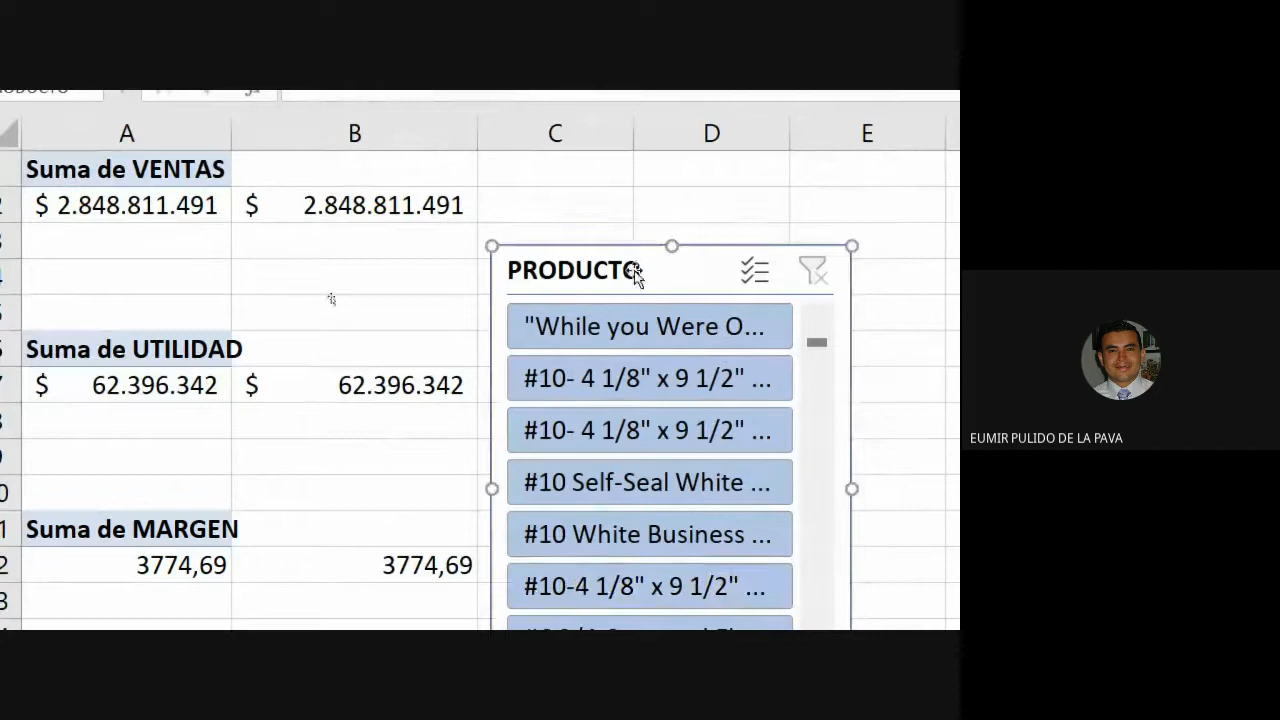 A B C D E
Suma de VENTAS
2 $ 2.848.811.491 $ 2.848.811.491
3
PRODUCTO
"While you Were O...
Suma de UTILIDAD
$ 62.396.342 $ 62.396.342
#10- 4 1/8" x 9 1/2" ...
#10- 4 1/8" x 9 1/2" ...
#10 Self-Seal White ...
Suma de MARGEN
#10 White Business ...
3774,69 3774,69
#10-4 1/8" x 9 1/2" ...
EUMIR PULIDO DE LA PAVA